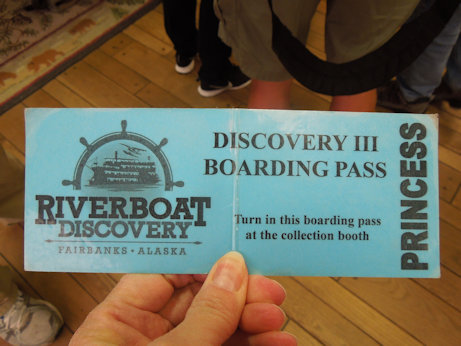 RIVERBOAT
DISCOVERY
FAIRBANKS • ALASKA
DISCOVERY III
BOARDING PASS
Turn in this boarding pass
at the collection booth
PRINCESS